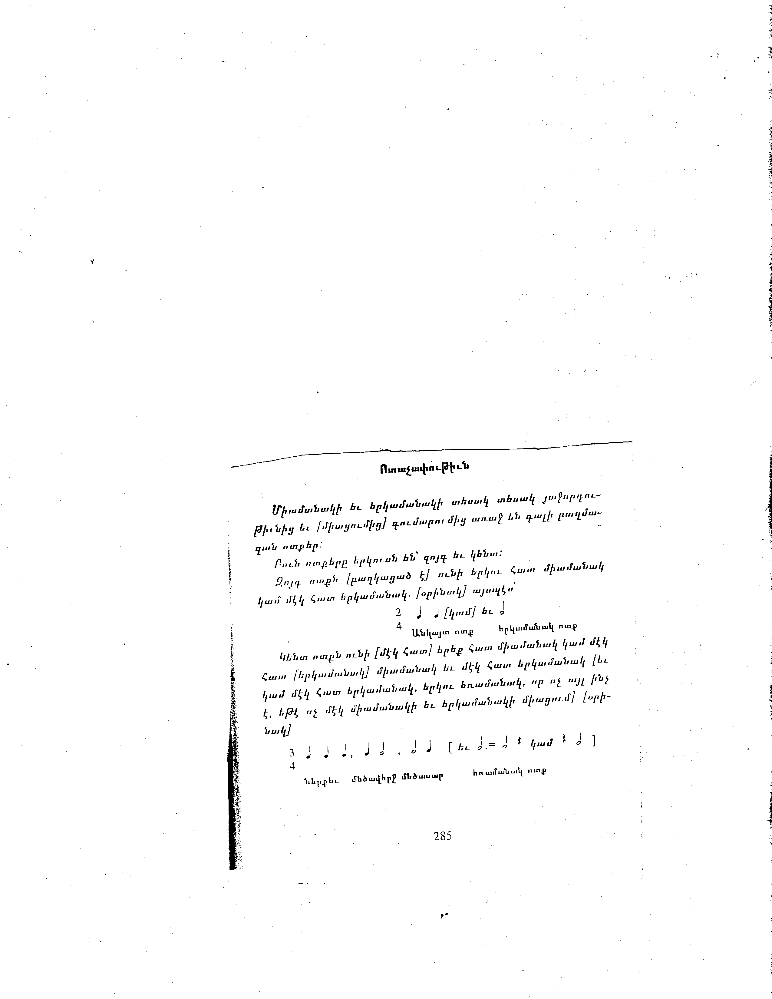 Ոտաչափութիւն
Միամանակի եւ երկամանակի տեսակ տեսակ յաջորդու-
թիւնից եւ [միացումից] գումարումից առաջ են գալի բազմա-
զան ոտքեր:
Բուն ոտքերը երկուսն են՝ զոյգ եւ կենտ:
Զոյգ ոտքն [բաղկացած է] ունի երկու հատ միամանակ
կամ մէկ հատ երկամանակ. [օրինակ] այսպէս՝
2 ♩ ♩ [կամ] եւ 𝅗𝅥
4
Անկայտ ոտք երկամանակ ոտք
Կենտ ոտքն ունի [մէկ հատ] երեք հատ միամանակ կամ մէկ
հատ [երկամանակ] միամանակ եւ մէկ հատ երկամանակ [եւ
կամ մէկ հատ երկամանակ, երկու եռամանակ, որ ոչ այլ ինչ
է, եթէ ոչ մէկ միամանակի եւ երկամանակի միացում] [օրի-
նակ]
3 ♩ ♩ ♩, ♩ 𝅗𝅥 , 𝅗𝅥 ♩ [ եւ 𝅗𝅥. = 𝅗𝅥 𝄽 կամ 𝄽 𝅗𝅥 ]
4
ներքեւ մեծավերջ մեծասար եռամանակ ոտք
285